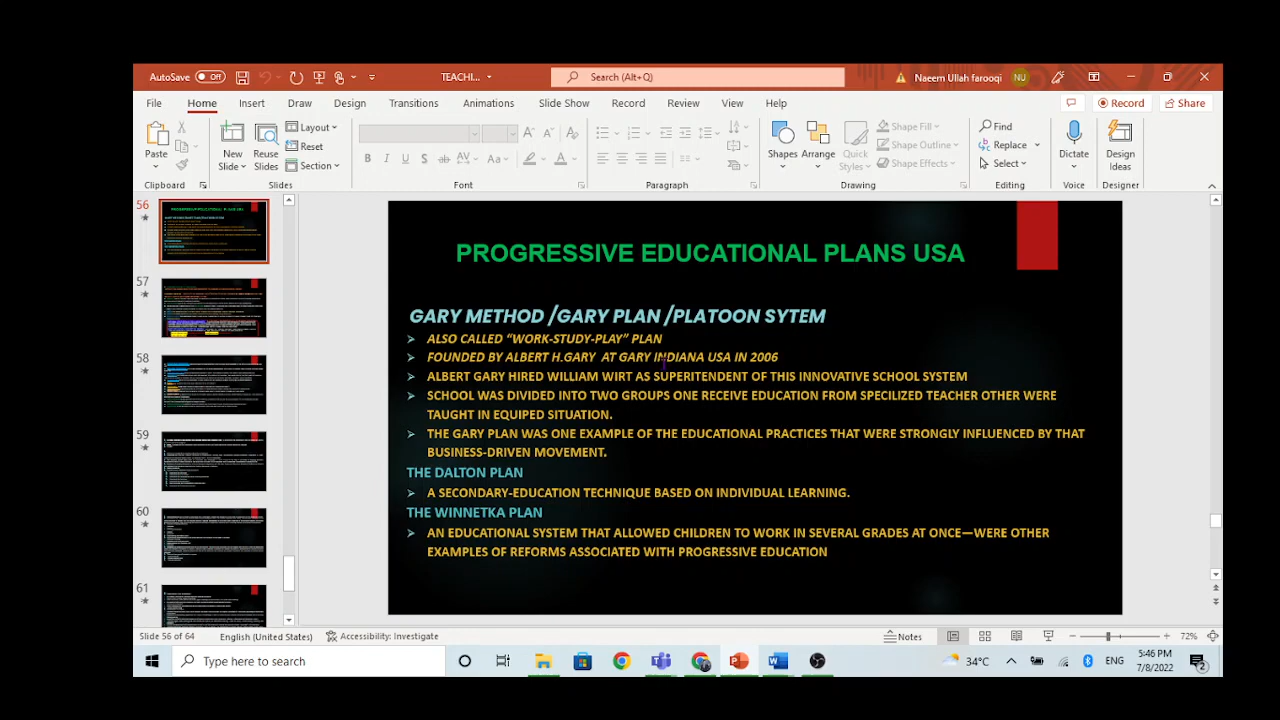 AutoSave Off TEACHI... Search (Alt+Q) Naeem Ullah farooqi NU
File Home Insert Draw Design Transitions Animations Slide Show Record Review View Help Record Share
Paste New Slide Reuse Slides Layout Reset Section Shapes Arrange Quick Styles Shape Fill Shape Outline Shape Effects Find Replace Select Dictate Design Ideas
Clipboard Slides Font Paragraph Drawing Editing Voice Designer
56
57
58
59
60
61
PROGRESSIVE EDUCATIONAL PLANS USA
GARY METHOD /GARY PLAN /PLATOON SYTEM
ALSO CALLED “WORK-STUDY-PLAY” PLAN
FOUNDED BY ALBERT H.GARY AT GARY INDIANA USA IN 2006
ALBERT GARY HIRED WILLIAM WIRT AS SUPERTENDENT OF THIS INNOVATIVE SCHOOL SYSTEM
SCHOOL WAS DIVIDED INTO TWO GROUPS ONE RECEIVE EDUCATION FROM SPECILIZED TEACHER OTHER WERE
TAUGHT IN EQUIPED SITUATION.
THE GARY PLAN WAS ONE EXAMPLE OF THE EDUCATIONAL PRACTICES THAT WERE STRONGLY INFLUENCED BY THAT
BUSINESS-DRIVEN MOVEMENT.
THE DALTON PLAN
A SECONDARY-EDUCATION TECHNIQUE BASED ON INDIVIDUAL LEARNING.
THE WINNETKA PLAN
AN EDUCATIONAL SYSTEM THAT ALLOWED CHILDREN TO WORK IN SEVERAL GRADES AT ONCE—WERE OTHER
EXAMPLES OF REFORMS ASSOCIATED WITH PROGRESSIVE EDUCATION
Slide 56 of 64 English (United States) Accessibility: Investigate Notes 72%
Type here to search 34°C ENG 5:46 PM
7/8/2022 2